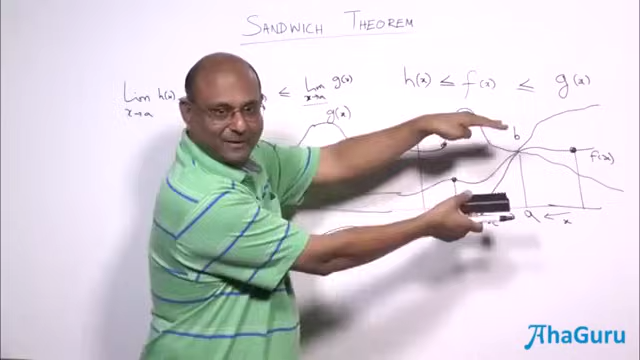 SANDWICH THEOREM
Lim h(x) ≤ Lim g(x)
x→a x→a
h(x) ≤ f(x) ≤ g(x)
g(x)
b
f(x)
a ← x
AhaGuru